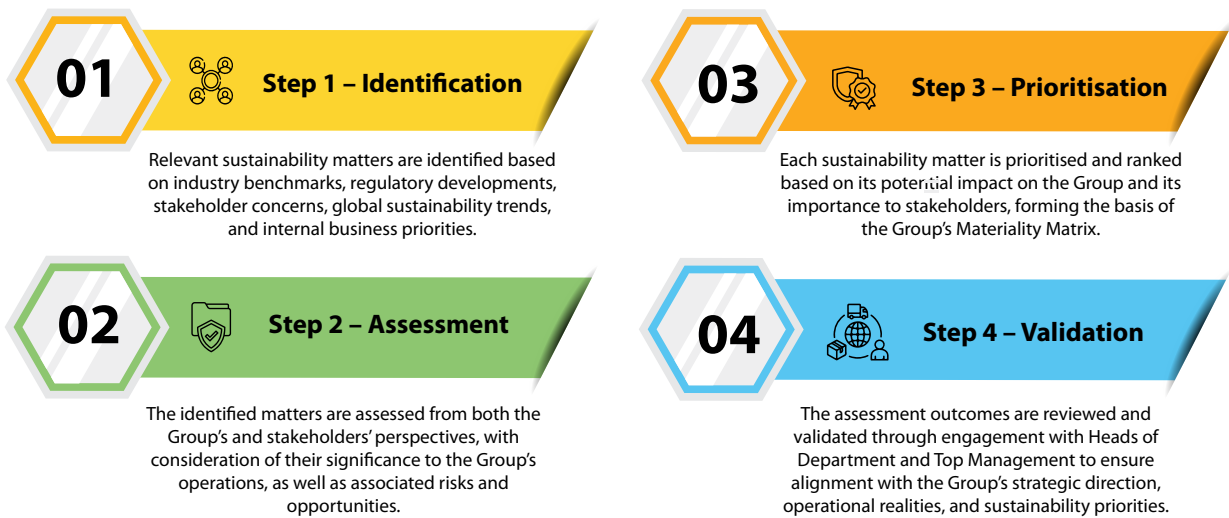 01
Step 1 – Identification
Relevant sustainability matters are identified based
on industry benchmarks, regulatory developments,
stakeholder concerns, global sustainability trends,
and internal business priorities.
02
Step 2 – Assessment
The identified matters are assessed from both the
Group’s and stakeholders’ perspectives, with
consideration of their significance to the Group’s
operations, as well as associated risks and
opportunities.
03
Step 3 – Prioritisation
Each sustainability matter is prioritised and ranked
based on its potential impact on the Group and its
importance to stakeholders, forming the basis of
the Group’s Materiality Matrix.
04
Step 4 – Validation
The assessment outcomes are reviewed and
validated through engagement with Heads of
Department and Top Management to ensure
alignment with the Group’s strategic direction,
operational realities, and sustainability priorities.